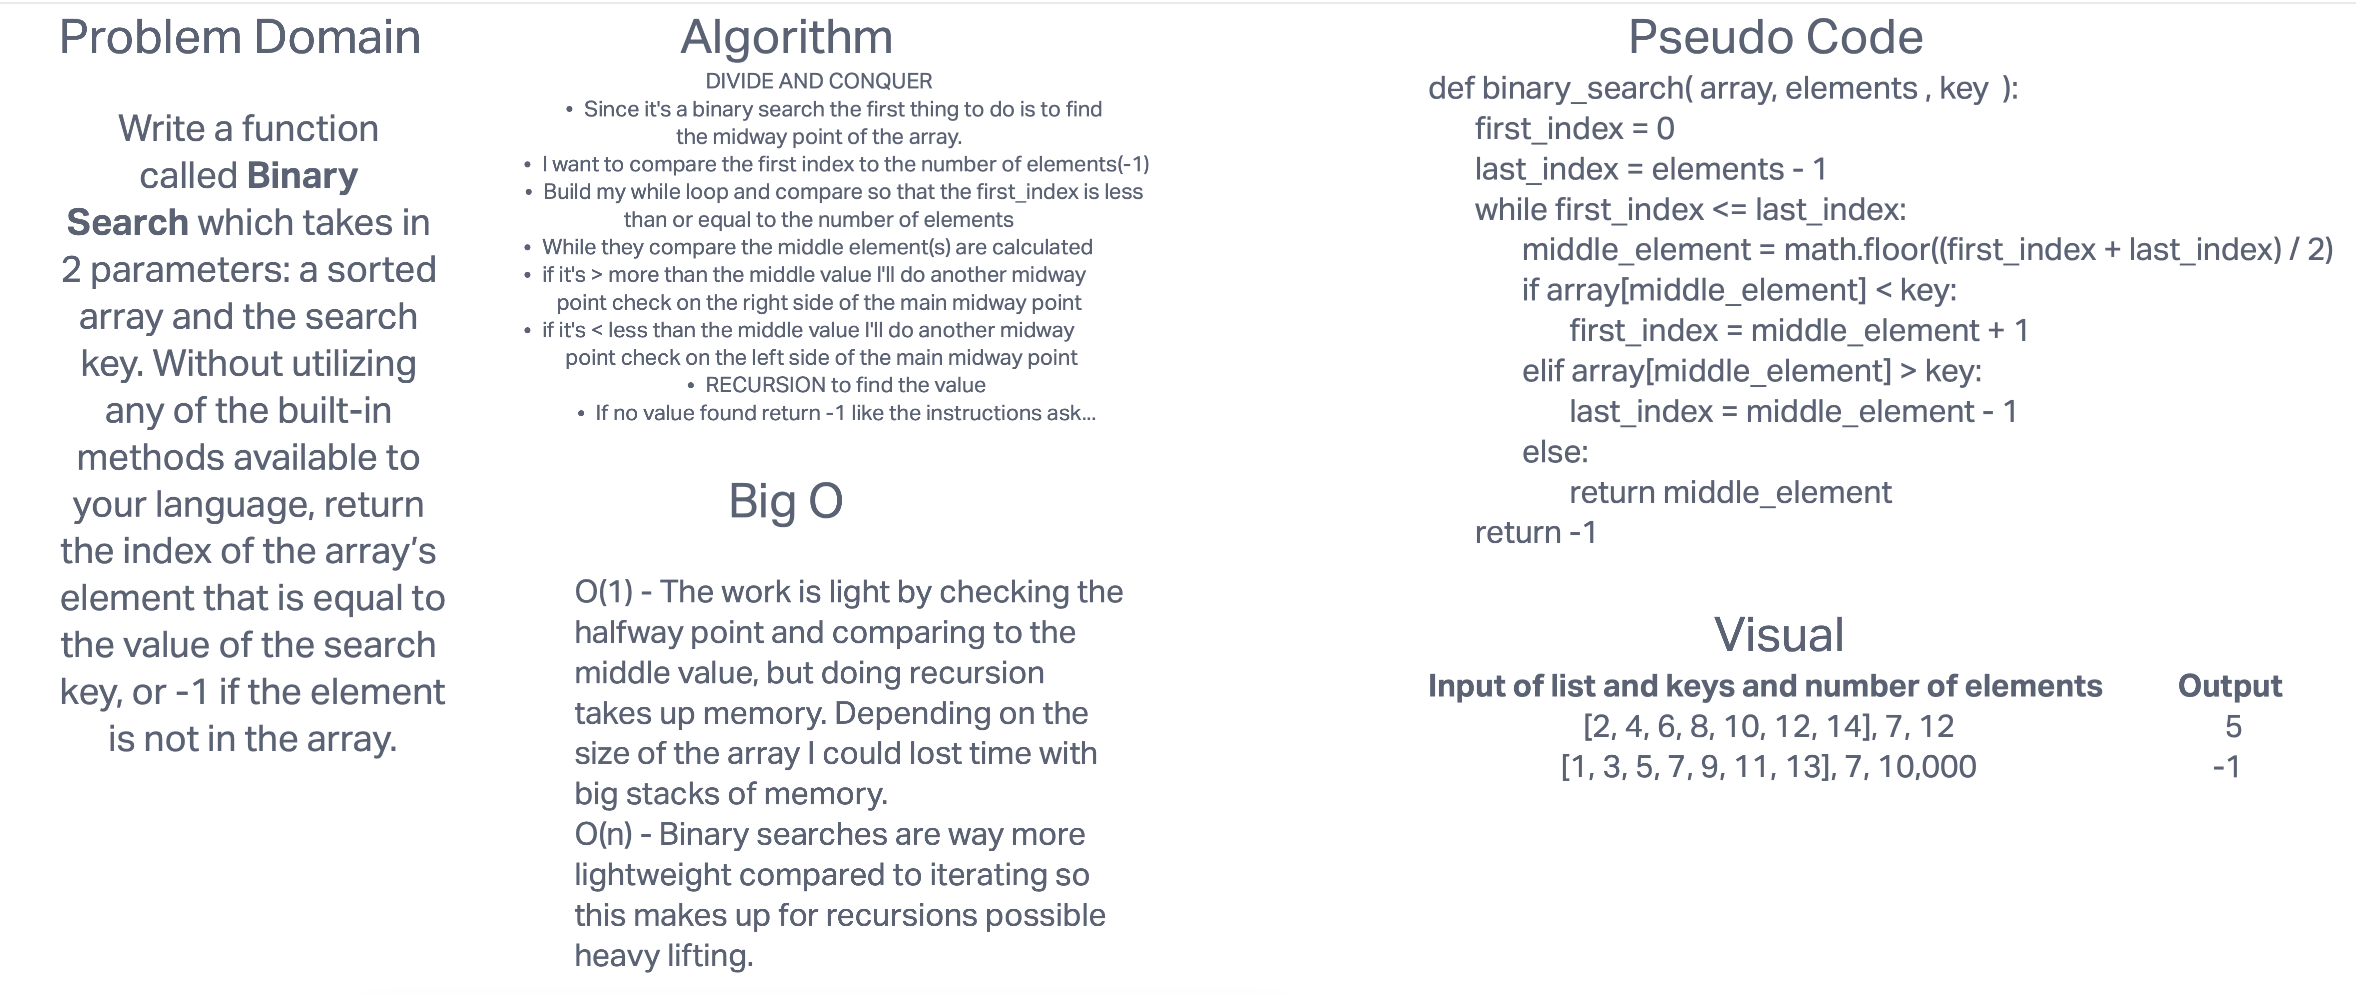 Problem Domain
Write a function
called Binary
Search which takes in
2 parameters: a sorted
array and the search
key. Without utilizing
any of the built-in
methods available to
your language, return
the index of the array’s
element that is equal to
the value of the search
key, or -1 if the element
is not in the array.
Algorithm
DIVIDE AND CONQUER
• Since it's a binary search the first thing to do is to find
the midway point of the array.
• I want to compare the first index to the number of elements(-1)
• Build my while loop and compare so that the first_index is less
than or equal to the number of elements
• While they compare the middle element(s) are calculated
• if it's > more than the middle value I'll do another midway
point check on the right side of the main midway point
• if it's < less than the middle value I'll do another midway
point check on the left side of the main midway point
• RECURSION to find the value
• If no value found return -1 like the instructions ask...
Big O
O(1) - The work is light by checking the
halfway point and comparing to the
middle value, but doing recursion
takes up memory. Depending on the
size of the array I could lost time with
big stacks of memory.
O(n) - Binary searches are way more
lightweight compared to iterating so
this makes up for recursions possible
heavy lifting.
Pseudo Code
def binary_search( array, elements , key ):
first_index = 0
last_index = elements - 1
while first_index <= last_index:
middle_element = math.floor((first_index + last_index) / 2)
if array[middle_element] < key:
first_index = middle_element + 1
elif array[middle_element] > key:
last_index = middle_element - 1
else:
return middle_element
return -1
Visual
Input of list and keys and number of elements Output
[2, 4, 6, 8, 10, 12, 14], 7, 12 5
[1, 3, 5, 7, 9, 11, 13], 7, 10,000 -1